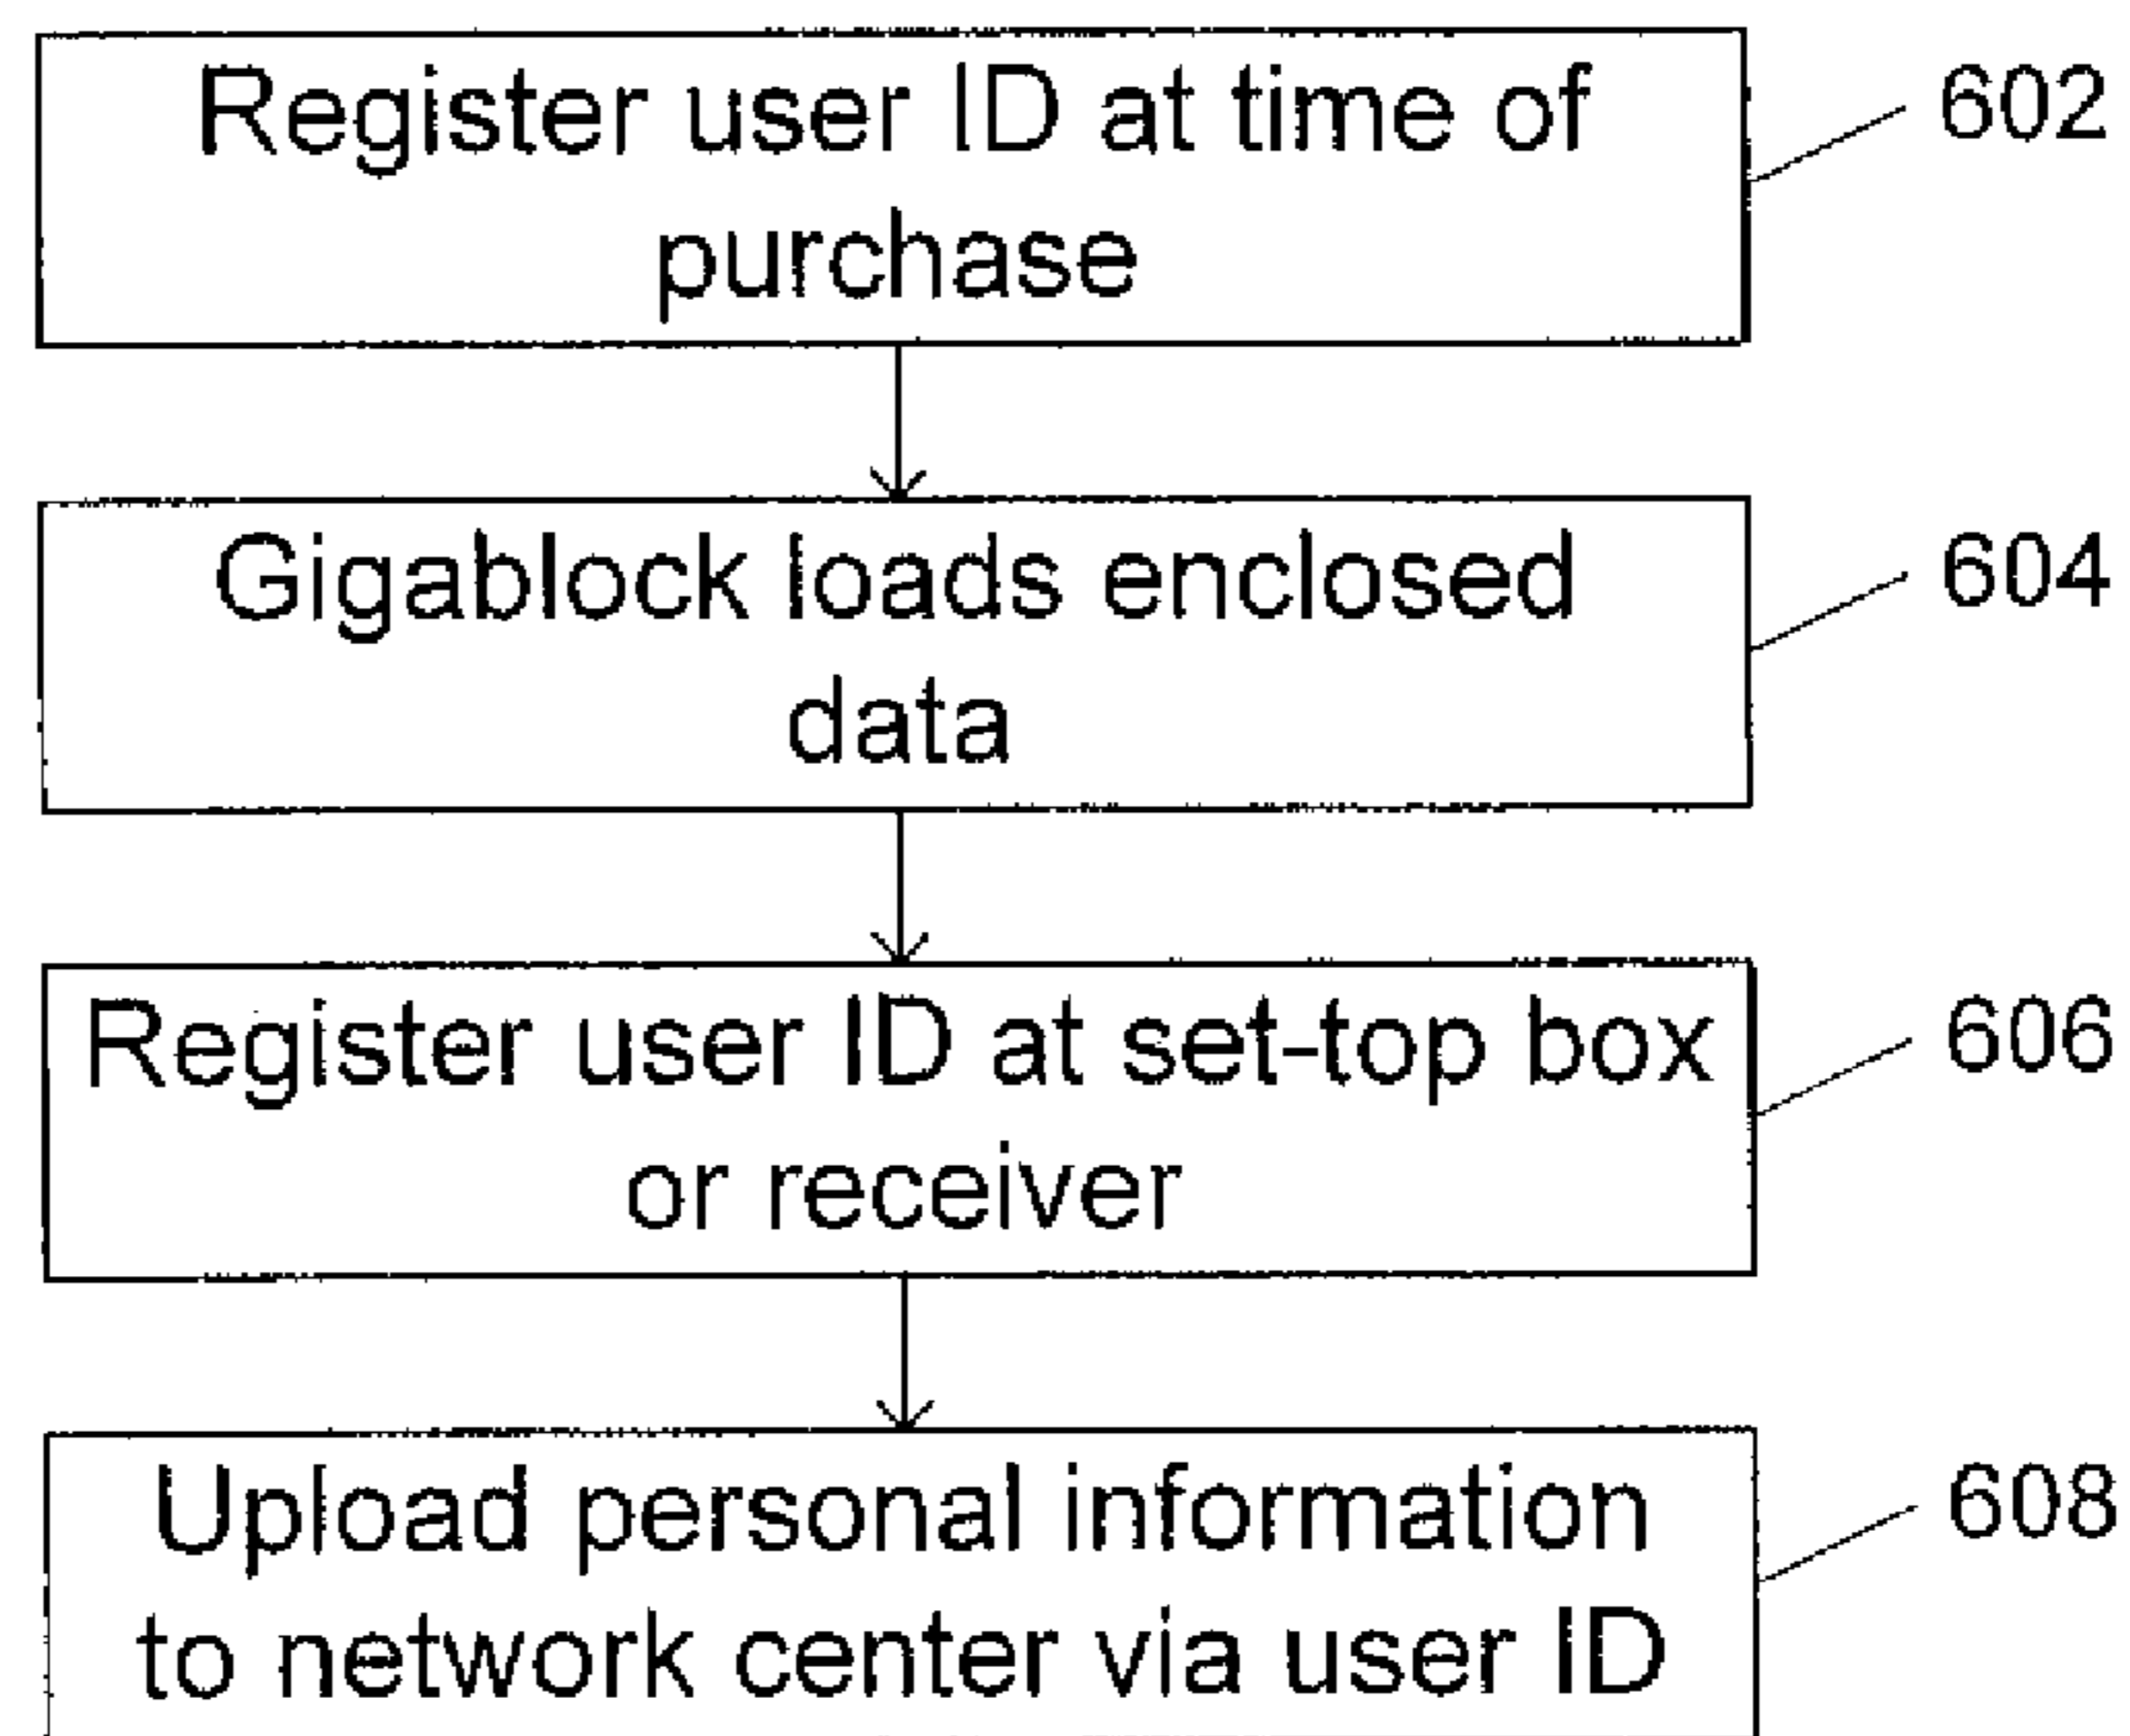 Register user ID at time of
purchase
602
Gigablock loads enclosed
data
604
Register user ID at set-top box
or receiver
606
Upload personal information
to network center via user ID
608